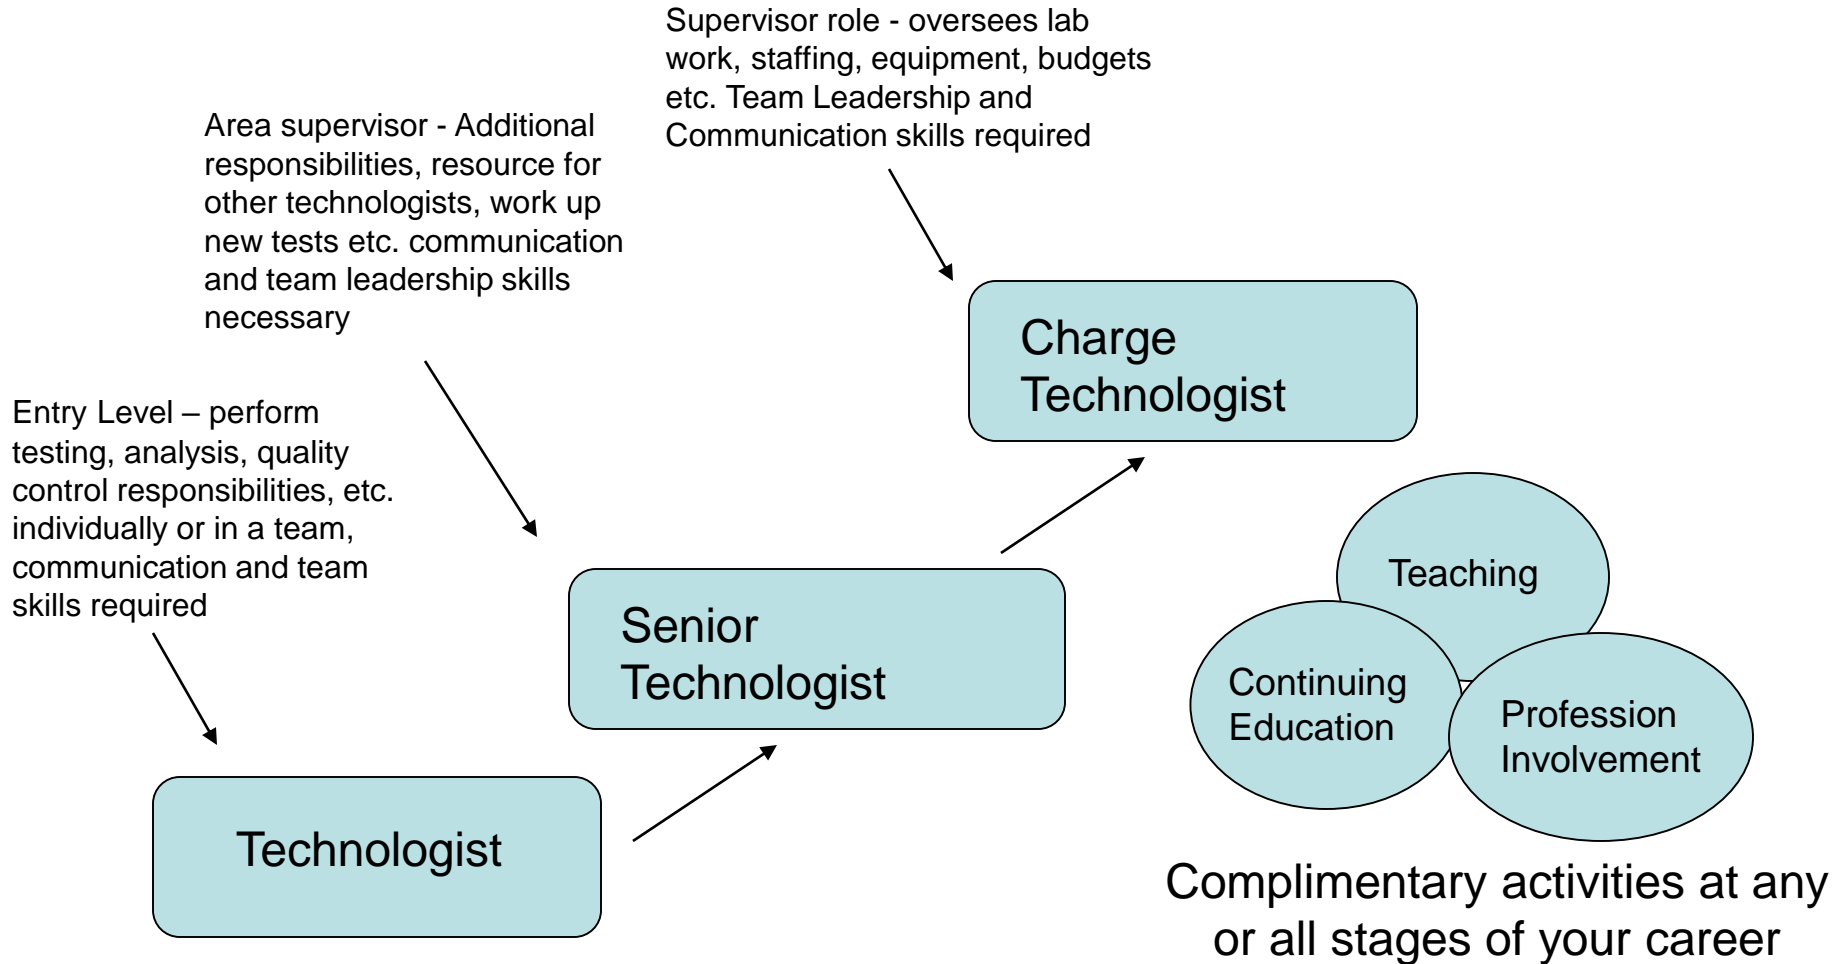 Supervisor role - oversees lab
work, staffing, equipment, budgets
etc. Team Leadership and
Communication skills required
Area supervisor - Additional
responsibilities, resource for
other technologists, work up
new tests etc. communication
and team leadership skills
necessary
Entry Level – perform
testing, analysis, quality
control responsibilities, etc.
individually or in a team,
communication and team
skills required
Charge
Technologist
Senior
Technologist
Technologist
Teaching
Continuing
Education
Profession
Involvement
Complimentary activities at any
or all stages of your career